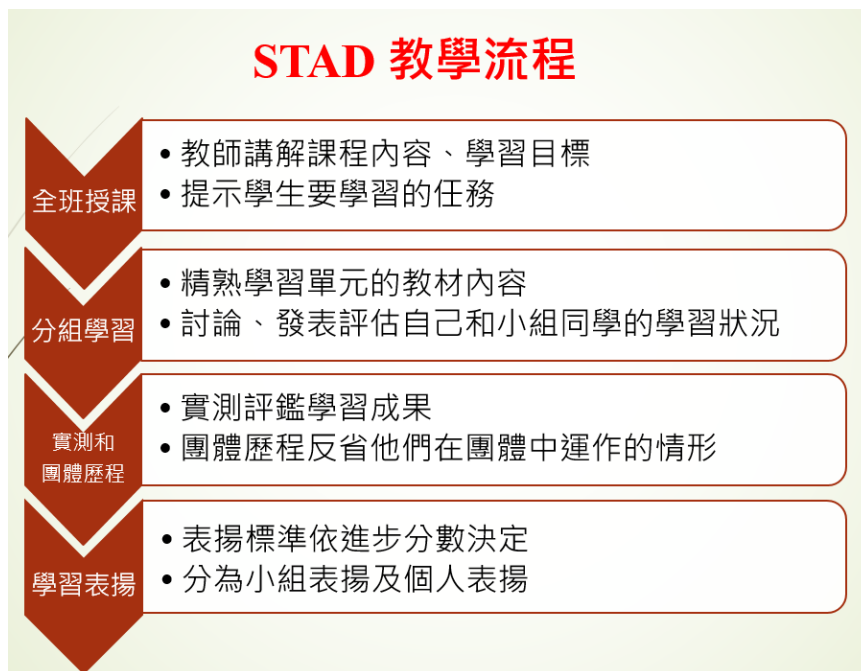 STAD 教學流程
全班授課
• 教師講解課程內容、學習目標
• 提示學生要學習的任務
分組學習
• 精熟學習單元的教材內容
• 討論、發表評估自己和小組同學的學習狀況
實測和
團體歷程
• 實測評鑑學習成果
• 團體歷程反省他們在團體中運作的情形
學習表揚
• 表揚標準依進步分數決定
• 分為小組表揚及個人表揚